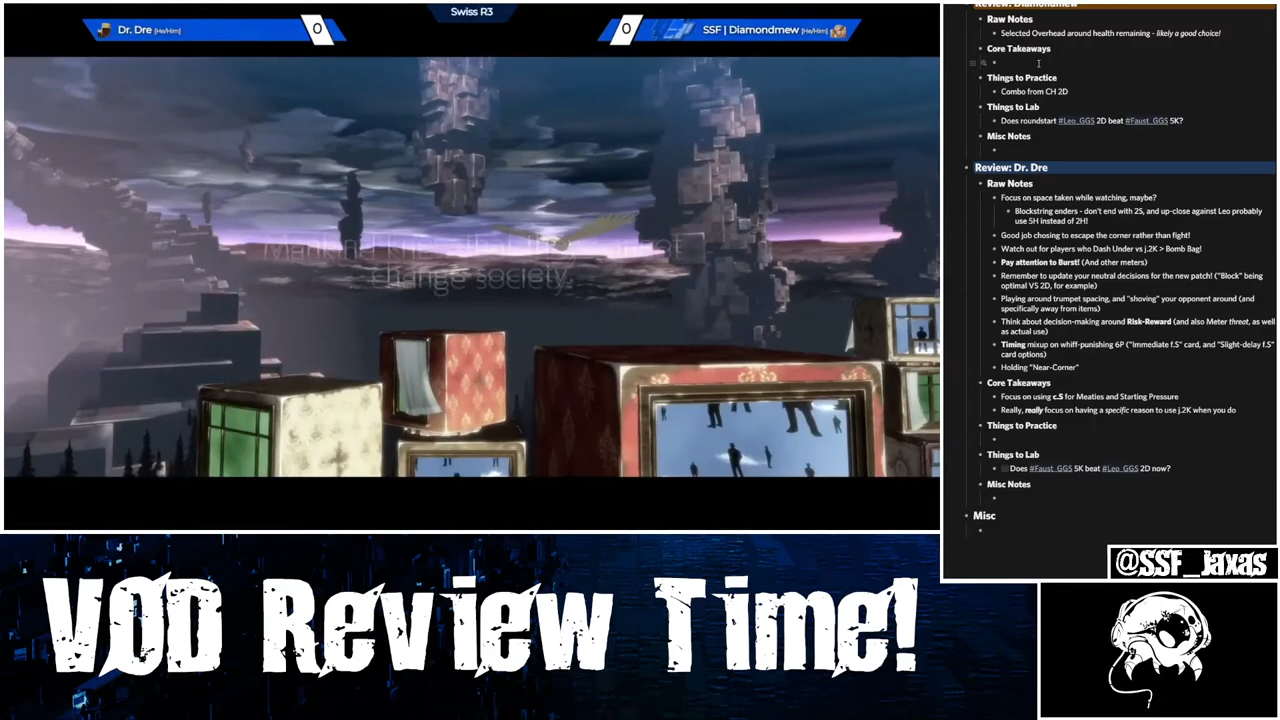 Swiss R3
Dr. Dre [He/Him] 0
0 SSF | Diamondmew [He/Him]
change society.
Review: Diamondmew
Raw Notes
Selected Overhead around health remaining - likely a good choice!
Core Takeaways
Things to Practice
Combo from CH 2D
Things to Lab
Does roundstart #Leo_GGS 2D beat #Faust_GGS 5K?
Misc Notes
Review: Dr. Dre
Raw Notes
Focus on space taken while watching, maybe?
Blockstring enders - don't end with 2S, and up-close against Leo probably
use 5H instead of 2H!
Good job chosing to escape the corner rather than fight!
Watch out for players who Dash Under vs j.2K > Bomb Bag!
Pay attention to Burst! (And other meters)
Remember to update your neutral decisions for the new patch! ("Block" being
optimal VS 2D, for example)
Playing around trumpet spacing, and "shoving" your opponent around (and
specifically away from items)
Think about decision-making around Risk-Reward (and also Meter threat, as well
as actual use)
Timing mixup on whiff-punishing 6P ("Immediate f.S" card, and "Slight-delay f.S"
card options)
Holding "Near-Corner"
Core Takeaways
Focus on using c.S for Meaties and Starting Pressure
Really, really focus on having a specific reason to use j.2K when you do
Things to Practice
Things to Lab
Does #Faust_GGS 5K beat #Leo_GGS 2D now?
Misc Notes
Misc
@SSF_Jaxas
VOD Review Time!